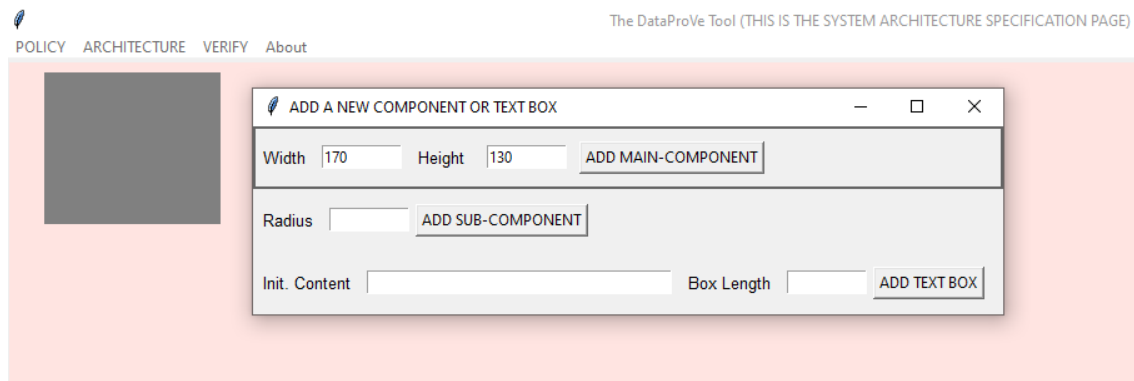 The DataProVe Tool (THIS IS THE SYSTEM ARCHITECTURE SPECIFICATION PAGE)
POLICY ARCHITECTURE VERIFY About
ADD A NEW COMPONENT OR TEXT BOX
Width 170 Height 130 ADD MAIN-COMPONENT
Radius ADD SUB-COMPONENT
Init. Content Box Length ADD TEXT BOX